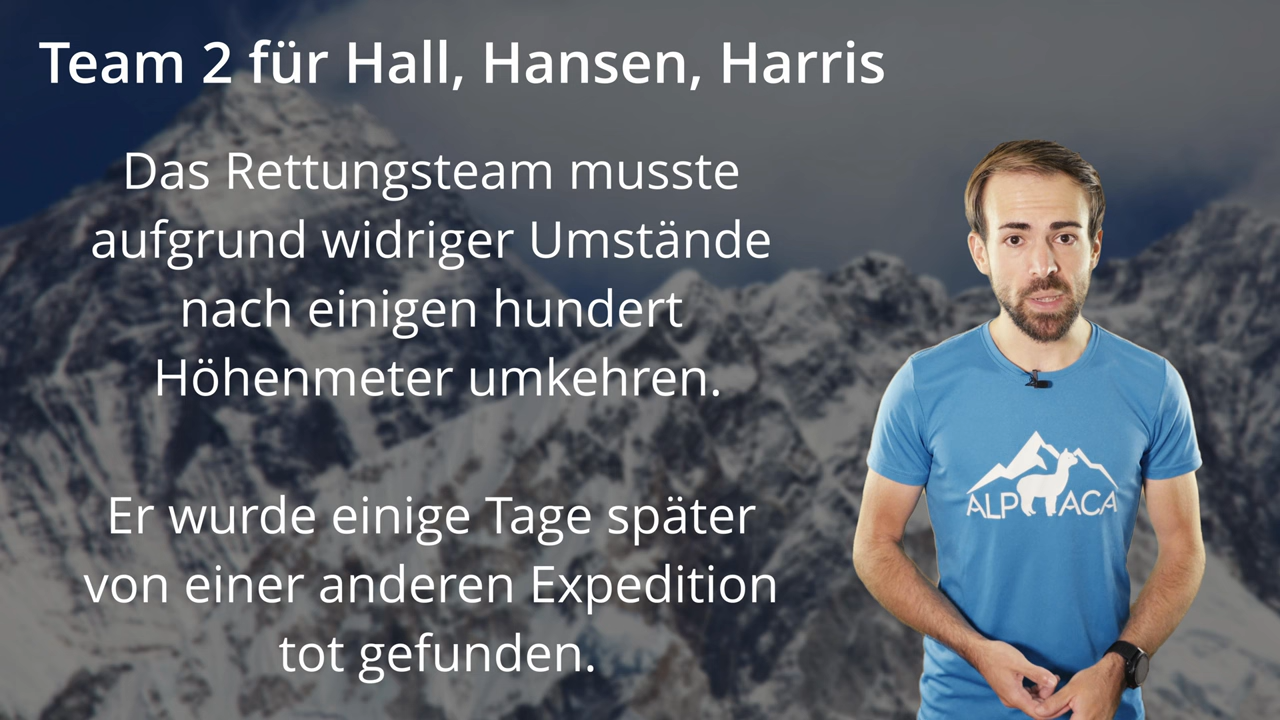 Team 2 für Hall, Hansen, Harris
Das Rettungsteam musste
aufgrund widriger Umstände
nach einigen hundert
Höhenmeter umkehren.
Er wurde einige Tage später
von einer anderen Expedition
tot gefunden.
ALPACA